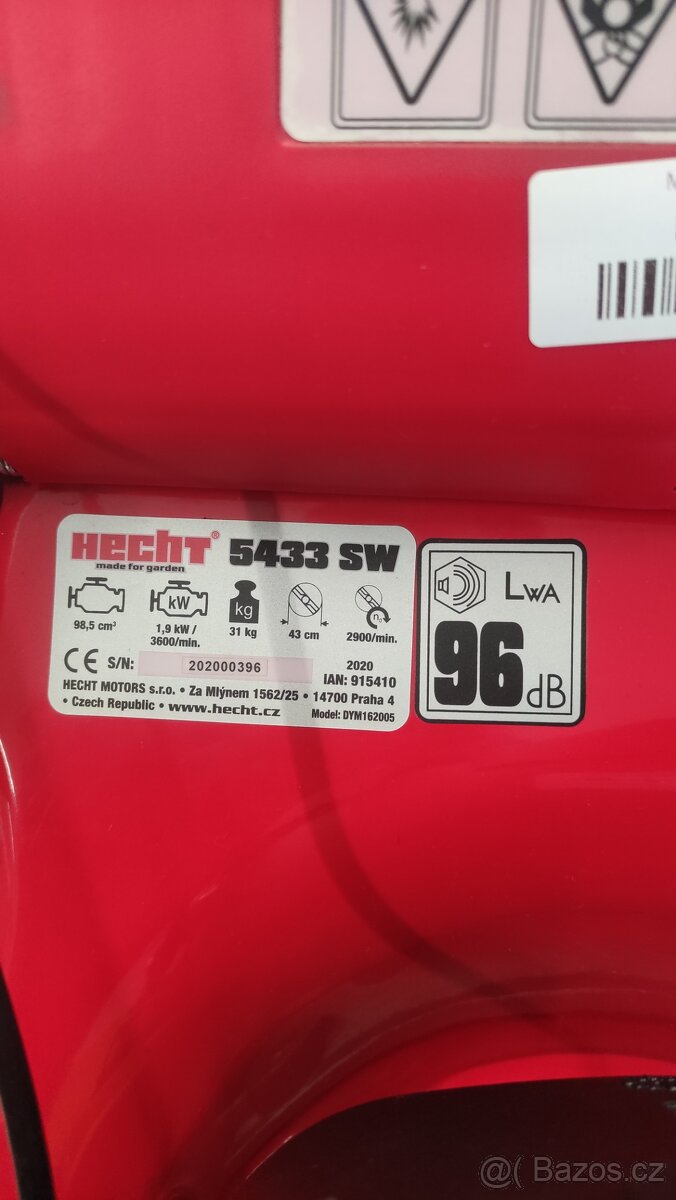 HECHT® 5433 SW
made for garden
kW
kg
n₀
98,5 cm³
1,9 kW /
3600/min.
31 kg
43 cm
2900/min.
CE S/N: 202000396
2020
IAN: 915410
HECHT MOTORS s.r.o. • Za Mlýnem 1562/25 • 14700 Praha 4
• Czech Republic • www.hecht.cz
Model: DYM162005
LWA
96 dB
@ Bazos.cz